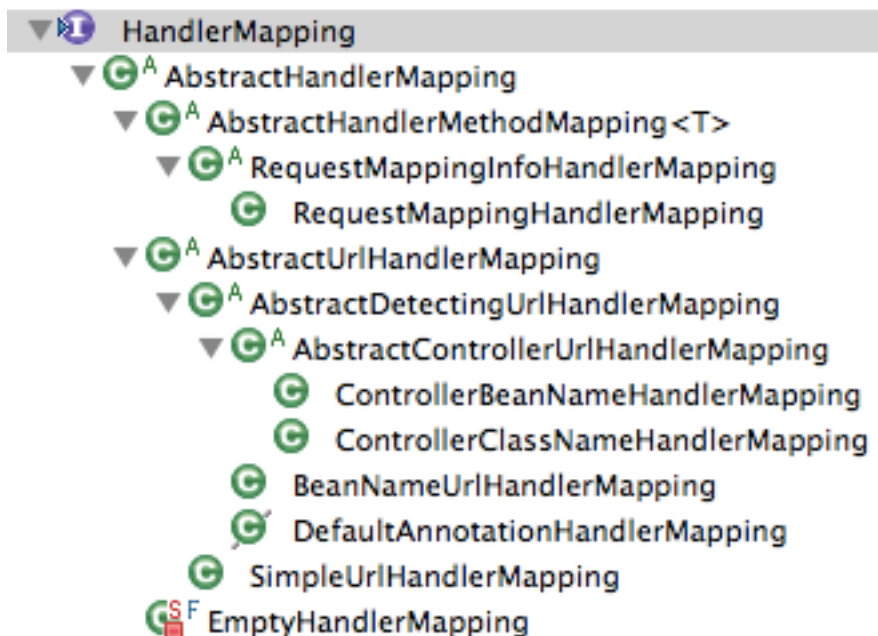 HandlerMapping
AbstractHandlerMapping
AbstractHandlerMethodMapping<T>
RequestMappingInfoHandlerMapping
RequestMappingHandlerMapping
AbstractUrlHandlerMapping
AbstractDetectingUrlHandlerMapping
AbstractControllerUrlHandlerMapping
ControllerBeanNameHandlerMapping
ControllerClassNameHandlerMapping
BeanNameUrlHandlerMapping
DefaultAnnotationHandlerMapping
SimpleUrlHandlerMapping
EmptyHandlerMapping